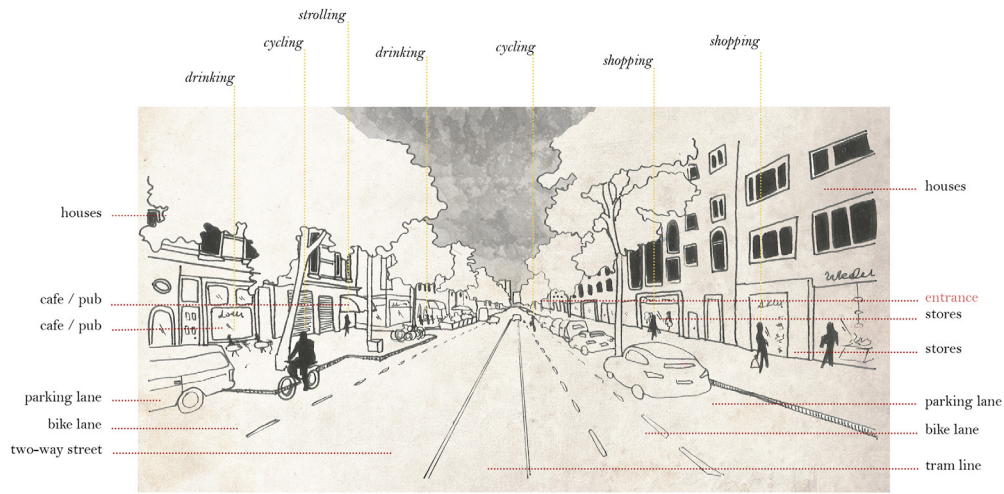 strolling
cycling
drinking
drinking
cycling
shopping
shopping
houses
cafe / pub
cafe / pub
parking lane
bike lane
two-way street
houses
entrance
stores
stores
parking lane
bike lane
tram line